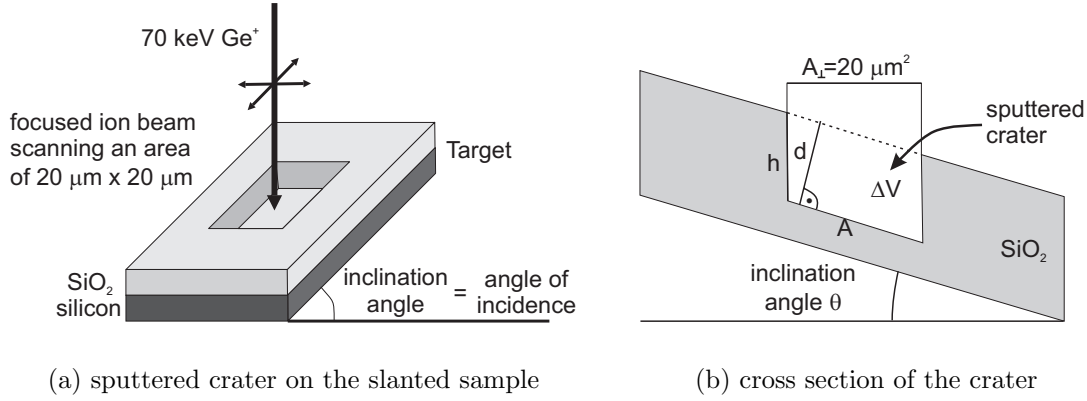 70 keV Ge⁺
focused ion beam
scanning an area
of 20 μm x 20 μm
Target
SiO₂
silicon
inclination
angle
=
angle of
incidence
(a) sputtered crater on the slanted sample
A⊥=20 μm²
sputtered
crater
h
d
ΔV
A
SiO₂
inclination
angle θ
(b) cross section of the crater